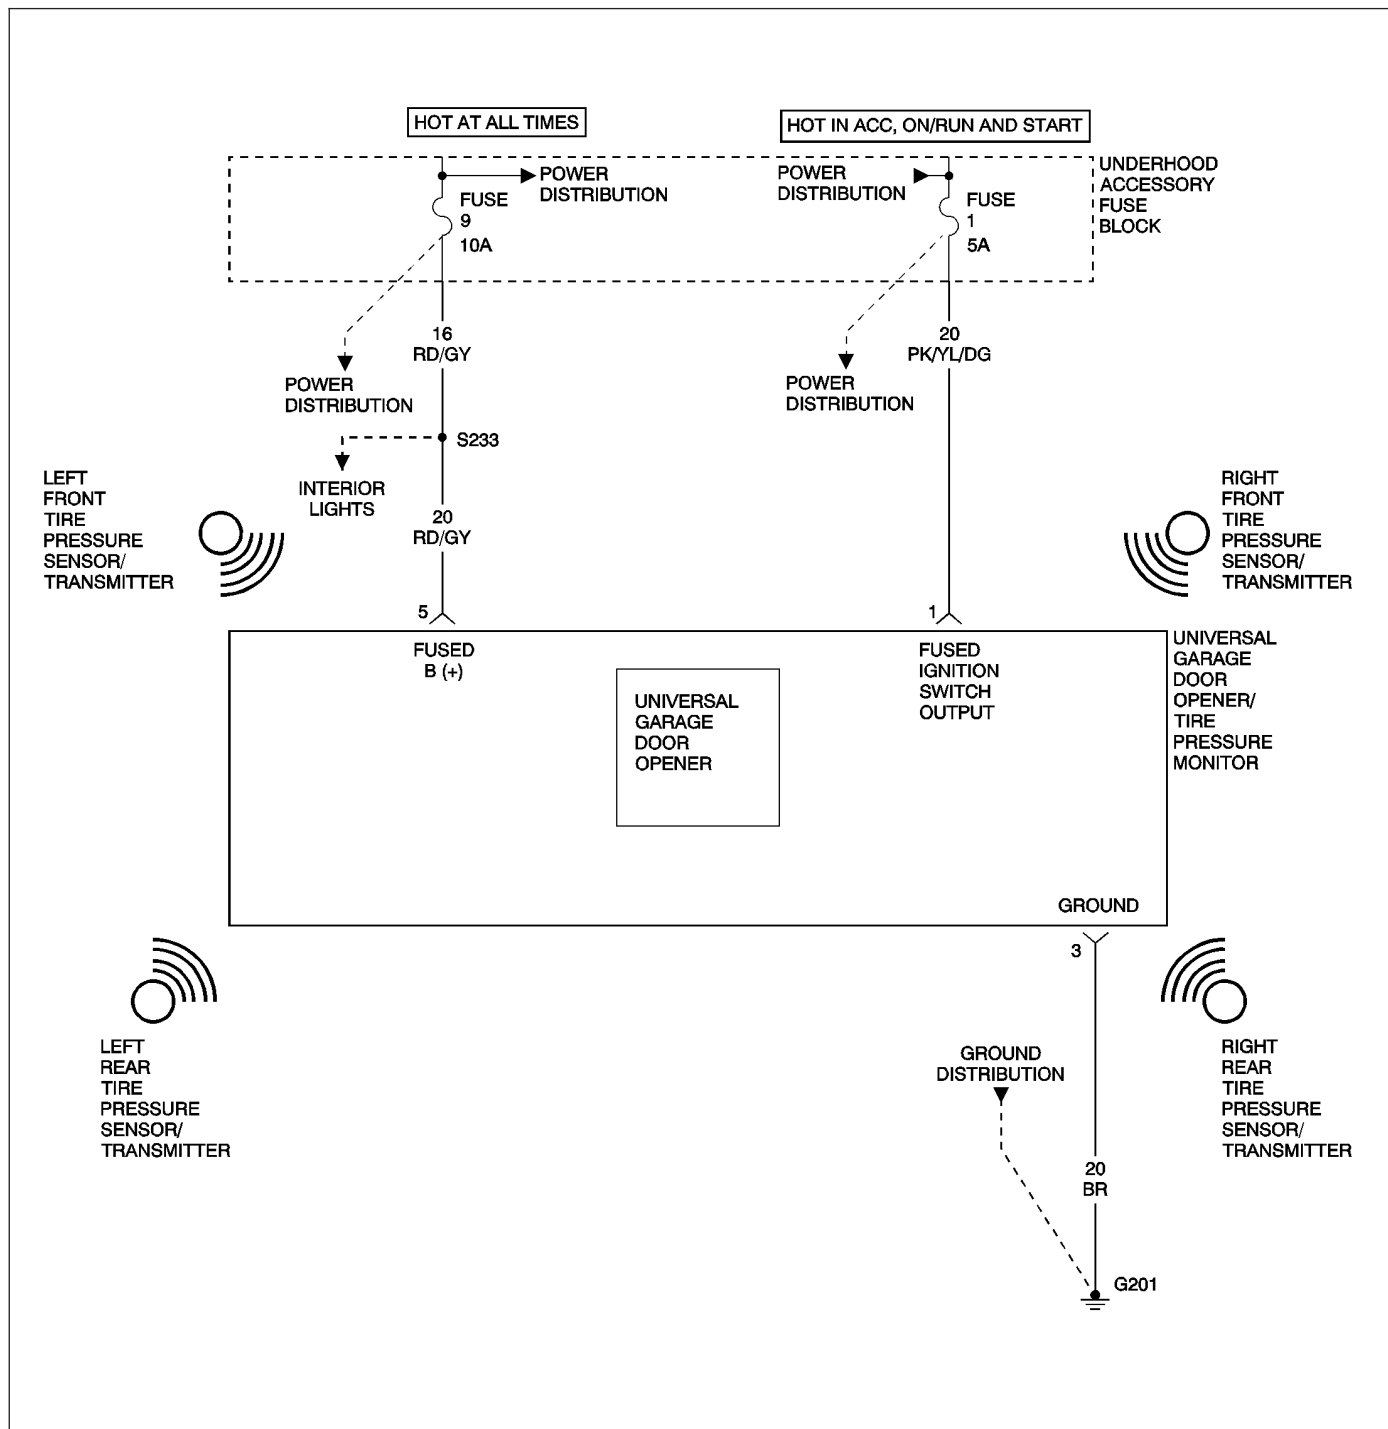 HOT AT ALL TIMES
HOT IN ACC, ON/RUN AND START
POWER
DISTRIBUTION
FUSE
9
10A
POWER
DISTRIBUTION
FUSE
1
5A
UNDERHOOD
ACCESSORY
FUSE
BLOCK
16
RD/GY
20
PK/YL/DG
POWER
DISTRIBUTION
POWER
DISTRIBUTION
S233
INTERIOR
LIGHTS
20
RD/GY
LEFT
FRONT
TIRE
PRESSURE
SENSOR/
TRANSMITTER
RIGHT
FRONT
TIRE
PRESSURE
SENSOR/
TRANSMITTER
5
1
FUSED
B (+)
UNIVERSAL
GARAGE
DOOR
OPENER
FUSED
IGNITION
SWITCH
OUTPUT
UNIVERSAL
GARAGE
DOOR
OPENER/
TIRE
PRESSURE
MONITOR
GROUND
3
LEFT
REAR
TIRE
PRESSURE
SENSOR/
TRANSMITTER
GROUND
DISTRIBUTION
RIGHT
REAR
TIRE
PRESSURE
SENSOR/
TRANSMITTER
20
BR
G201